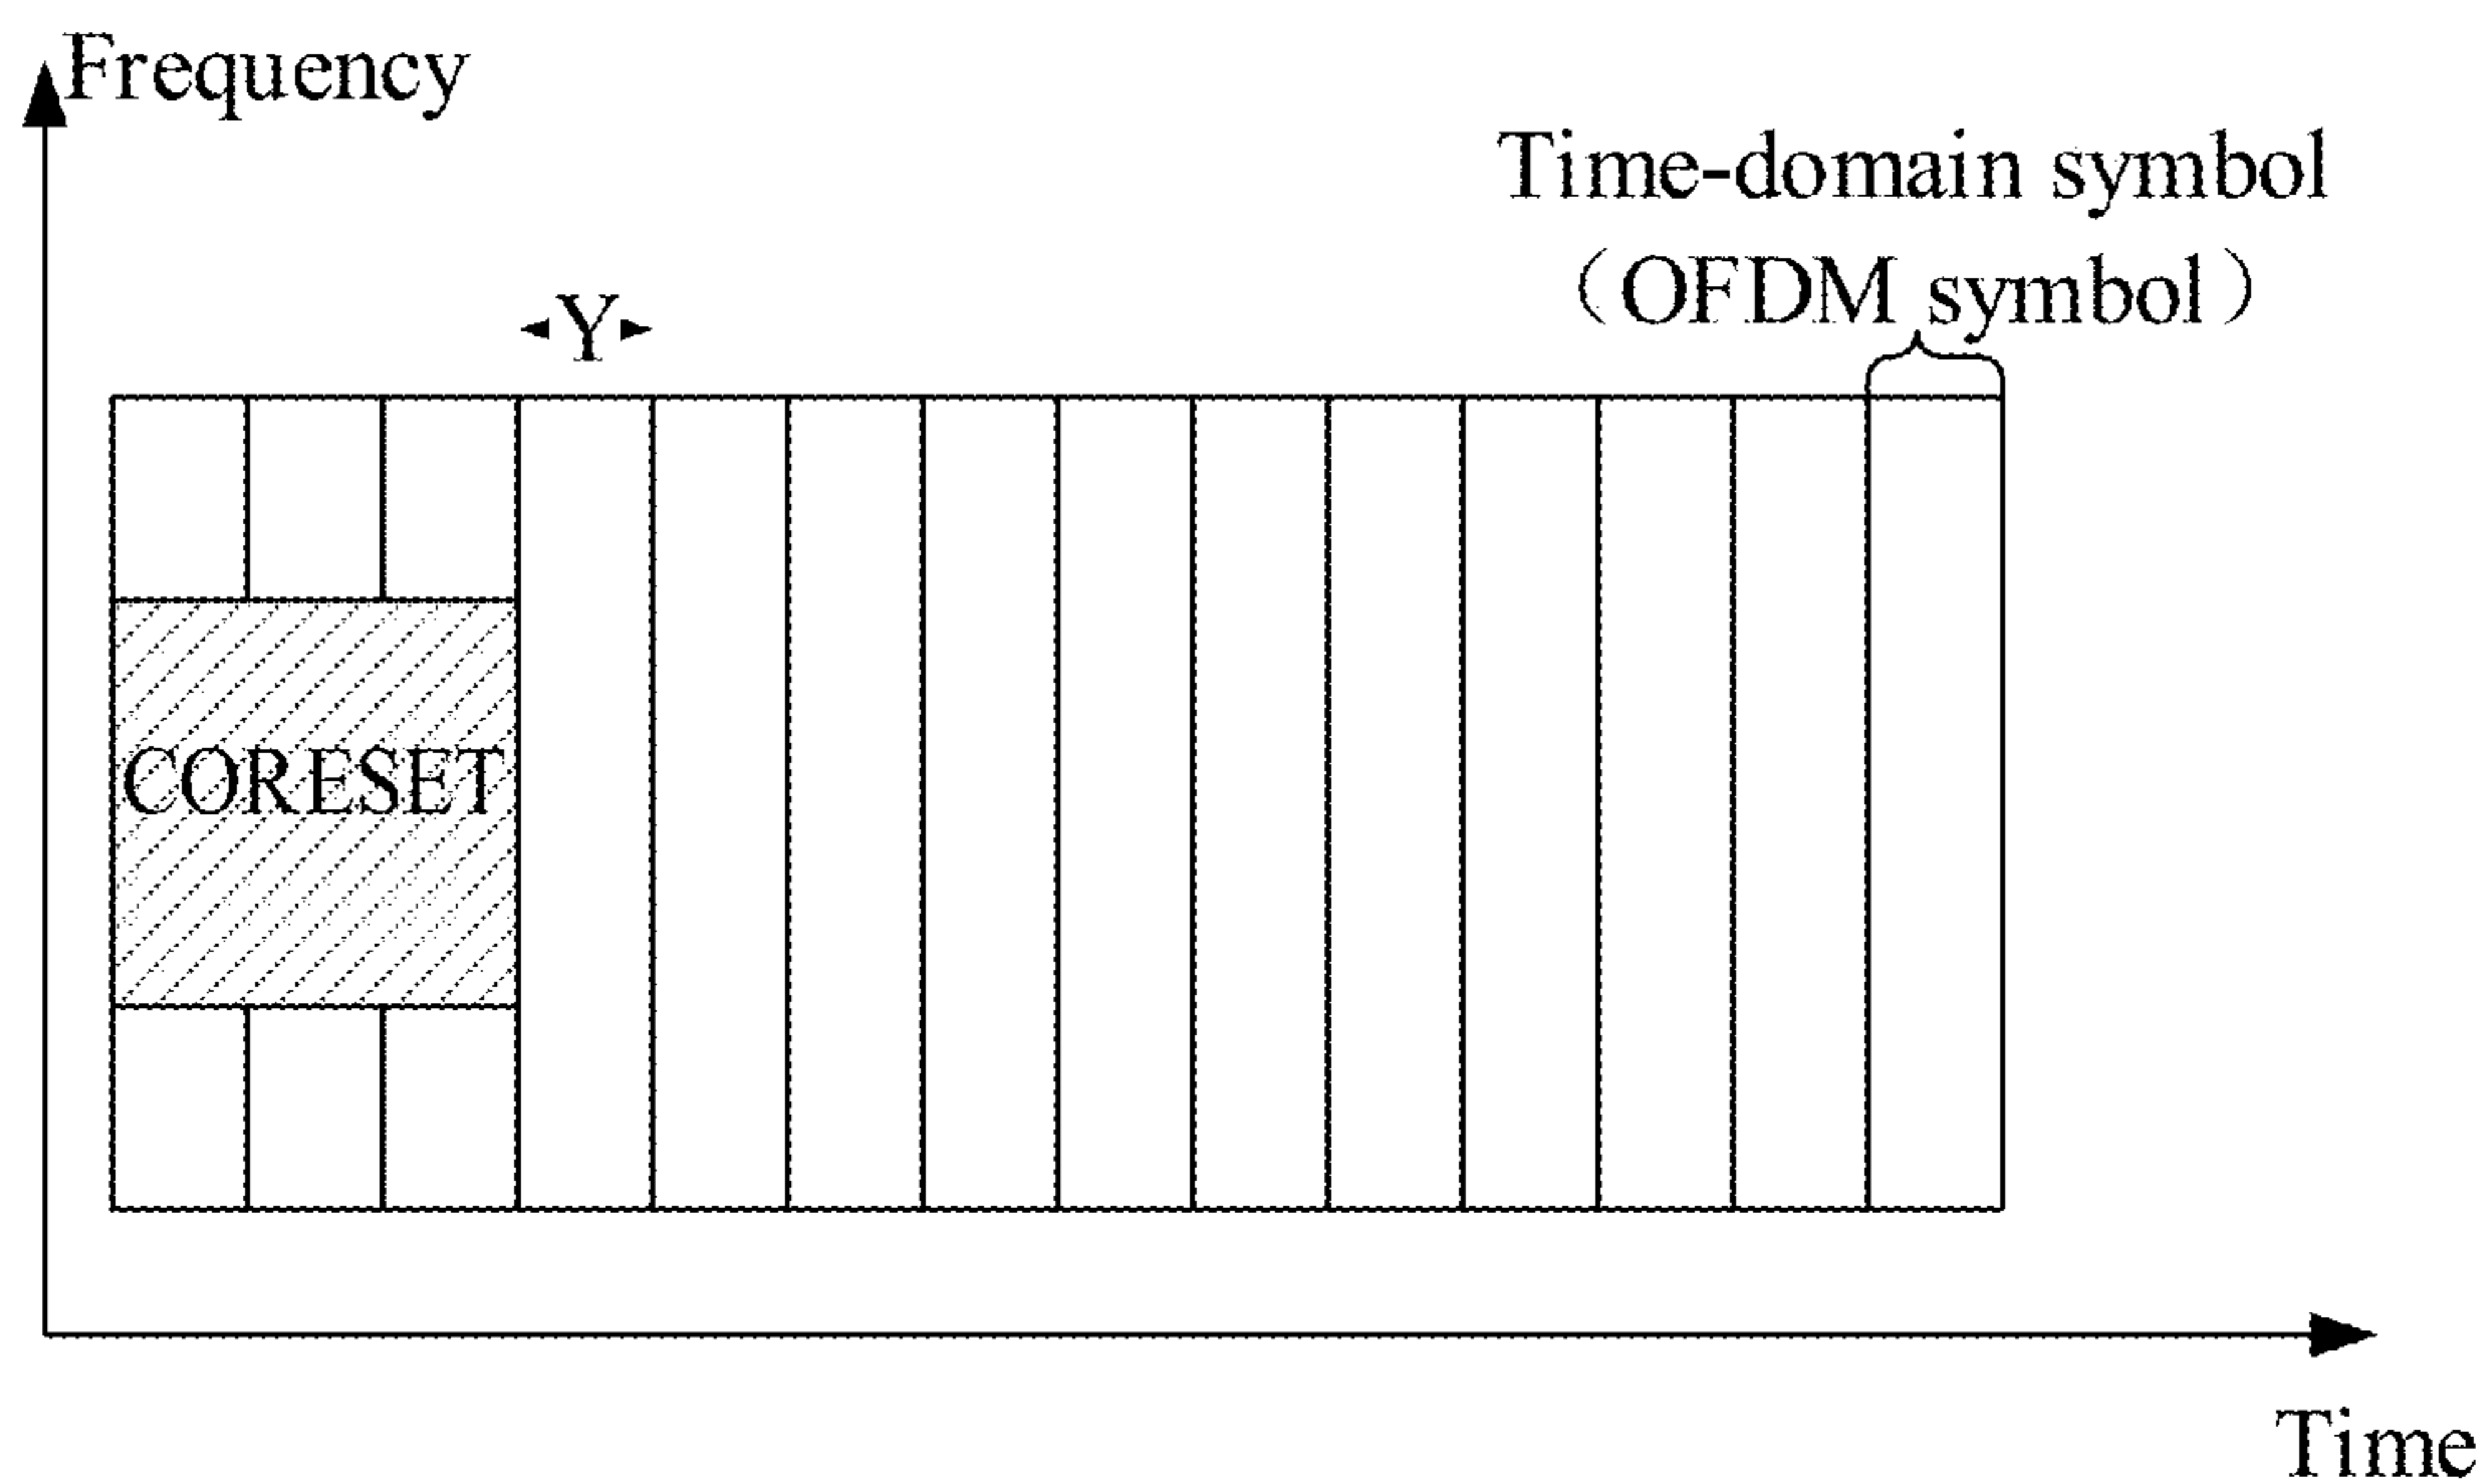 Frequency
Time-domain symbol
（OFDM symbol）
Y
CORESET
Time